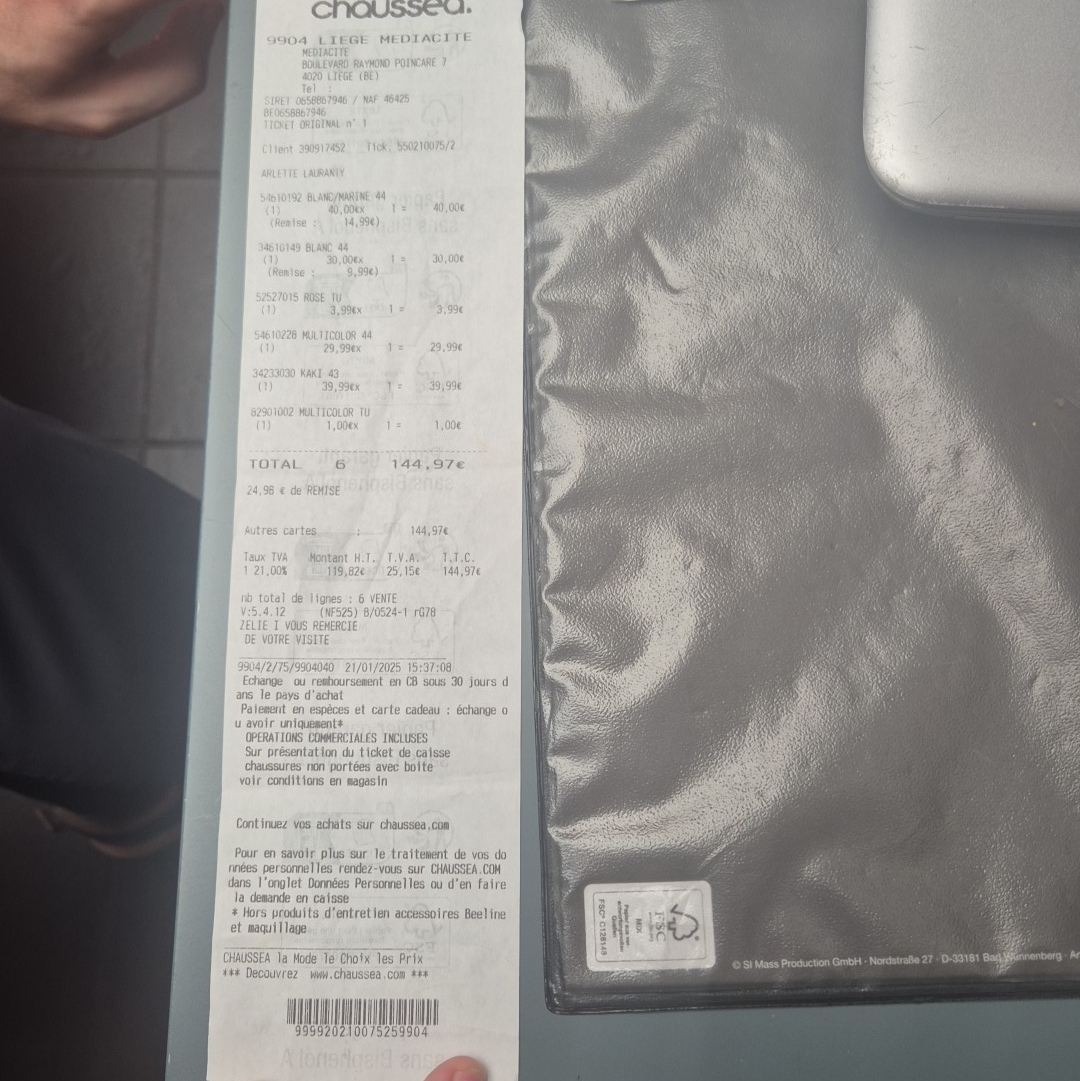 chaussea.
9904 LIEGE MEDIACITE
MEDIACITE
BOULEVARD RAYMOND POINCARE 7
4020 LIEGE (BE)
Tel :
SIRET 0658867946 / NAF 46425
BE0658867946
TICKET ORIGINAL n° 1
Client 390917452 Tick. 550210075/2
ARLETTE LAURANTY
54610192 BLANC/MARINE 44
(1) 40,00€x 1 = 40,00€
(Remise : 14,99€)
34610149 BLANC 44
(1) 30,00€x 1 = 30,00€
(Remise : 9,99€)
52527015 ROSE TU
(1) 3,99€x 1 = 3,99€
54610228 MULTICOLOR 44
(1) 29,99€x 1 = 29,99€
34233030 KAKI 43
(1) 39,99€x 1 = 39,99€
82901002 MULTICOLOR TU
(1) 1,00€x 1 = 1,00€
TOTAL 6 144,97€
24,98 € de REMISE
Autres cartes : 144,97€
Taux TVA Montant H.T. T.V.A. T.T.C.
1 21,00% 119,82€ 25,15€ 144,97€
nb total de lignes : 6 VENTE
V:5.4.12 (NF525) B/0524-1 rG78
ZELIE I VOUS REMERCIE
DE VOTRE VISITE
9904/2/75/9904040 21/01/2025 15:37:08
Echange ou remboursement en CB sous 30 jours d
ans le pays d'achat
Paiement en espèces et carte cadeau : échange o
u avoir uniquement*
OPERATIONS COMMERCIALES INCLUSES
Sur présentation du ticket de caisse
chaussures non portées avec boite
voir conditions en magasin
Continuez vos achats sur chaussea.com
Pour en savoir plus sur le traitement de vos do
nnées personnelles rendez-vous sur CHAUSSEA.COM
dans l'onglet Données Personnelles ou d'en faire
la demande en caisse
* Hors produits d'entretien accessoires Beeline
et maquillage
CHAUSSEA la Mode le Choix les Prix
*** Decouvrez www.chaussea.com ***
999920210075259904
FSC
MIX
FSC® C128149
© SI Mass Production GmbH · Nordstraße 27 · D-33181 Bad Wünnenberg